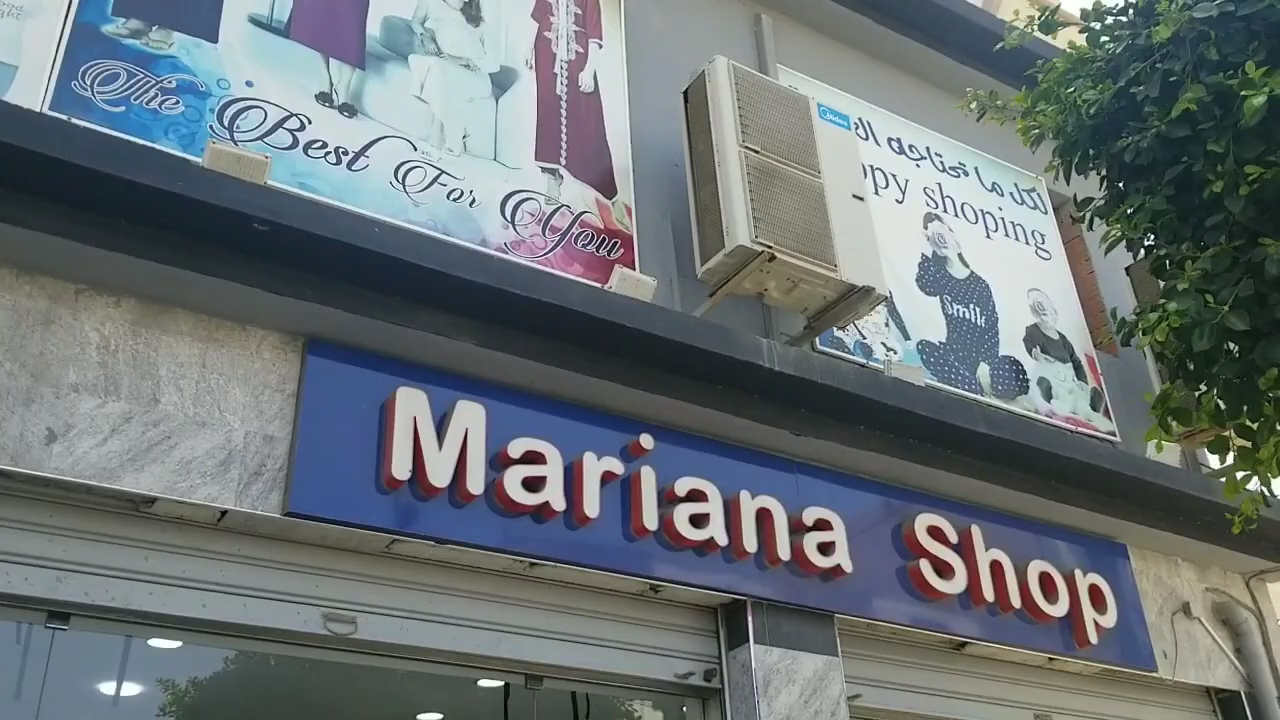 The Best For You
Midea
لكل ما تحتاجه ال
ppy shoping
Smile
Mariana Shop